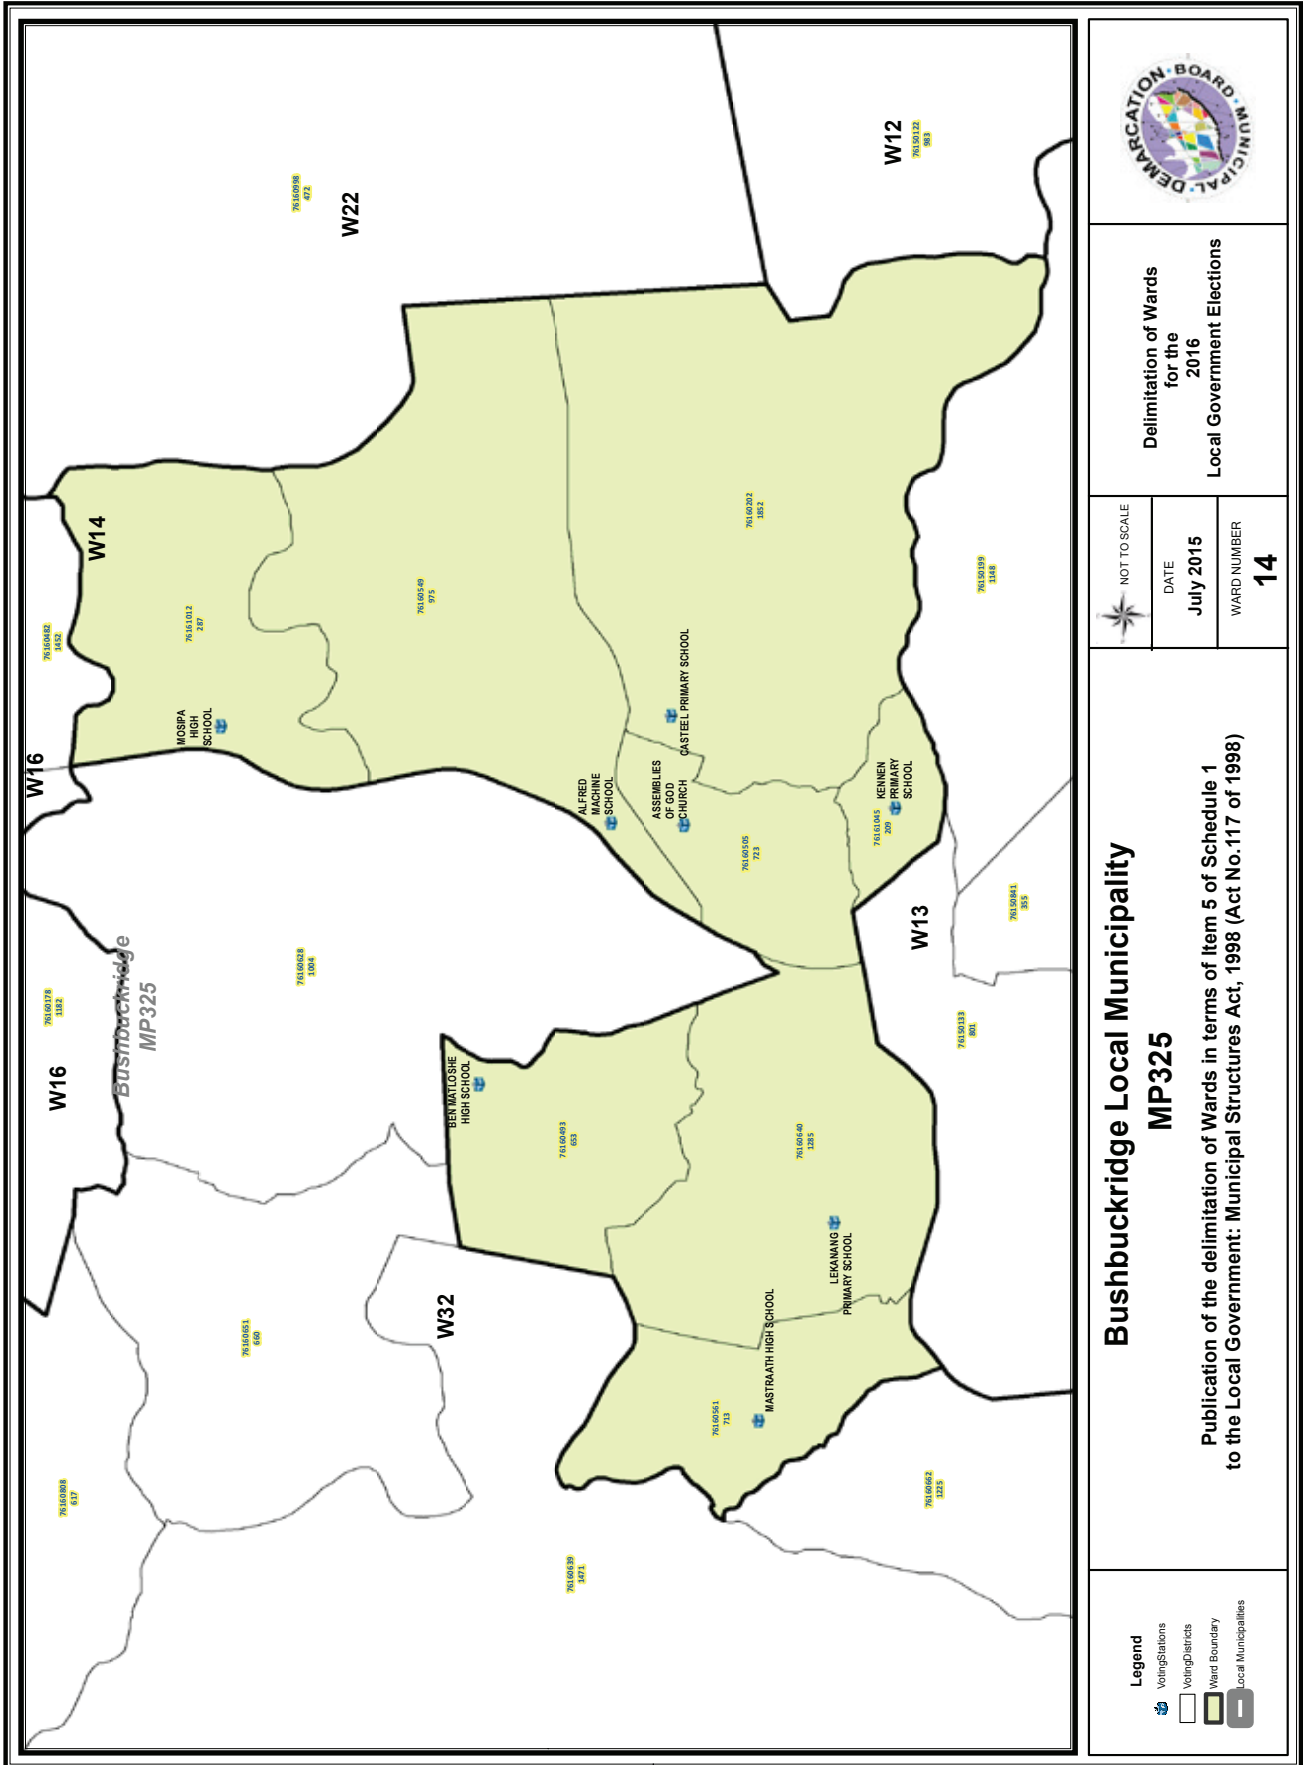 76160998
472
W22
W12
76150122
983
W14
76160482
1452
76161012
287
76160549
975
76160202
1852
76150199
1148
MOSIPA
HIGH
SCHOOL
W16
ALFRED
MACHINE
SCHOOL
ASSEMBLIES
OF GOD
CHURCH
CASTEEL PRIMARY SCHOOL
KENNEN
PRIMARY
SCHOOL
76161045
209
76160505
723
W13
76150841
355
76150133
801
76160628
1004
76160178
1182
W16
Bushbuckridge
MP325
BEN MATLOSHE
HIGH SCHOOL
76160493
653
76160640
1285
LEKANANG
PRIMARY SCHOOL
MASTRAATH HIGH SCHOOL
76160561
713
W32
76160651
660
76160808
617
76160639
1471
76160662
1225
MUNICIPAL · DEMARCATION · BOARD
Delimitation of Wards
for the
2016
Local Government Elections
NOT TO SCALE
DATE
July 2015
WARD NUMBER
14
Bushbuckridge Local Municipality
MP325
Publication of the delimitation of Wards in terms of Item 5 of Schedule 1
to the Local Government: Municipal Structures Act, 1998 (Act No.117 of 1998)
Legend
VotingStations
VotingDistricts
Ward Boundary
Local Municipalities